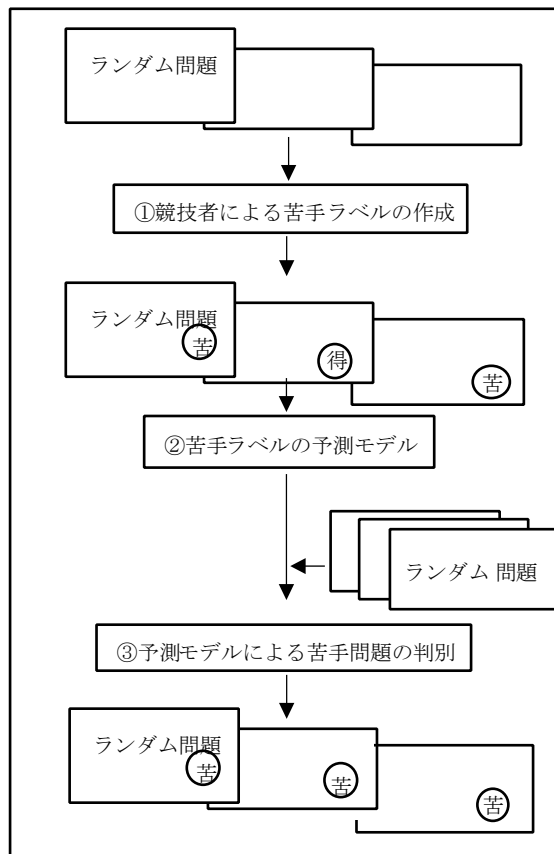 ランダム問題
①競技者による苦手ラベルの作成
ランダム問題
苦
得
苦
②苦手ラベルの予測モデル
ランダム 問題
③予測モデルによる苦手問題の判別
ランダム問題
苦
苦
苦